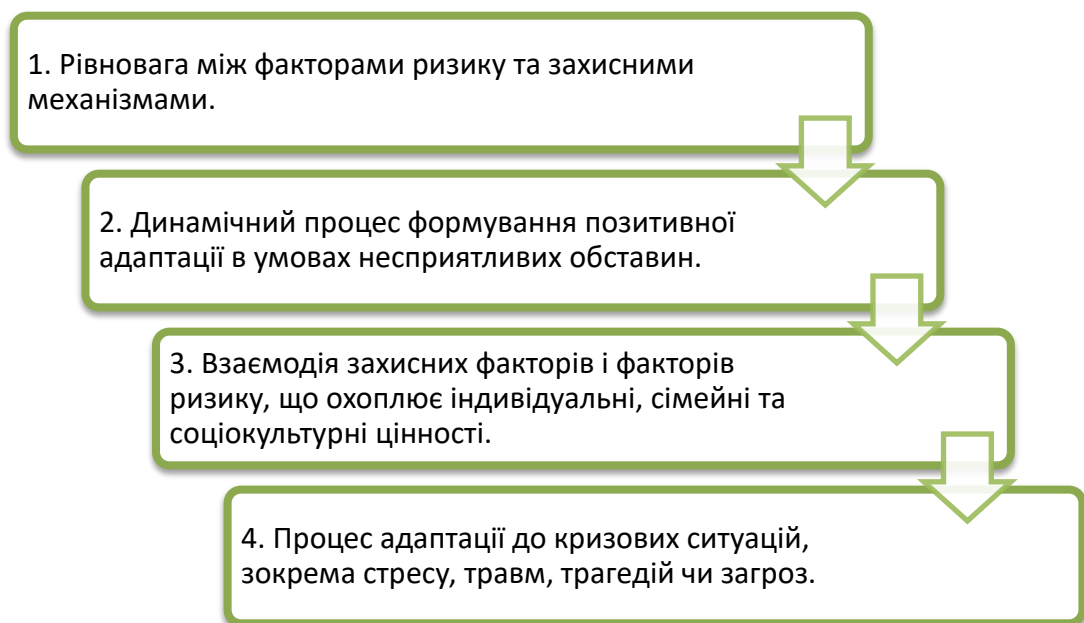 1. Рівновага між факторами ризику та захисними
механізмами.
2. Динамічний процес формування позитивної
адаптації в умовах несприятливих обставин.
3. Взаємодія захисних факторів і факторів
ризику, що охоплює індивідуальні, сімейні та
соціокультурні цінності.
4. Процес адаптації до кризових ситуацій,
зокрема стресу, травм, трагедій чи загроз.